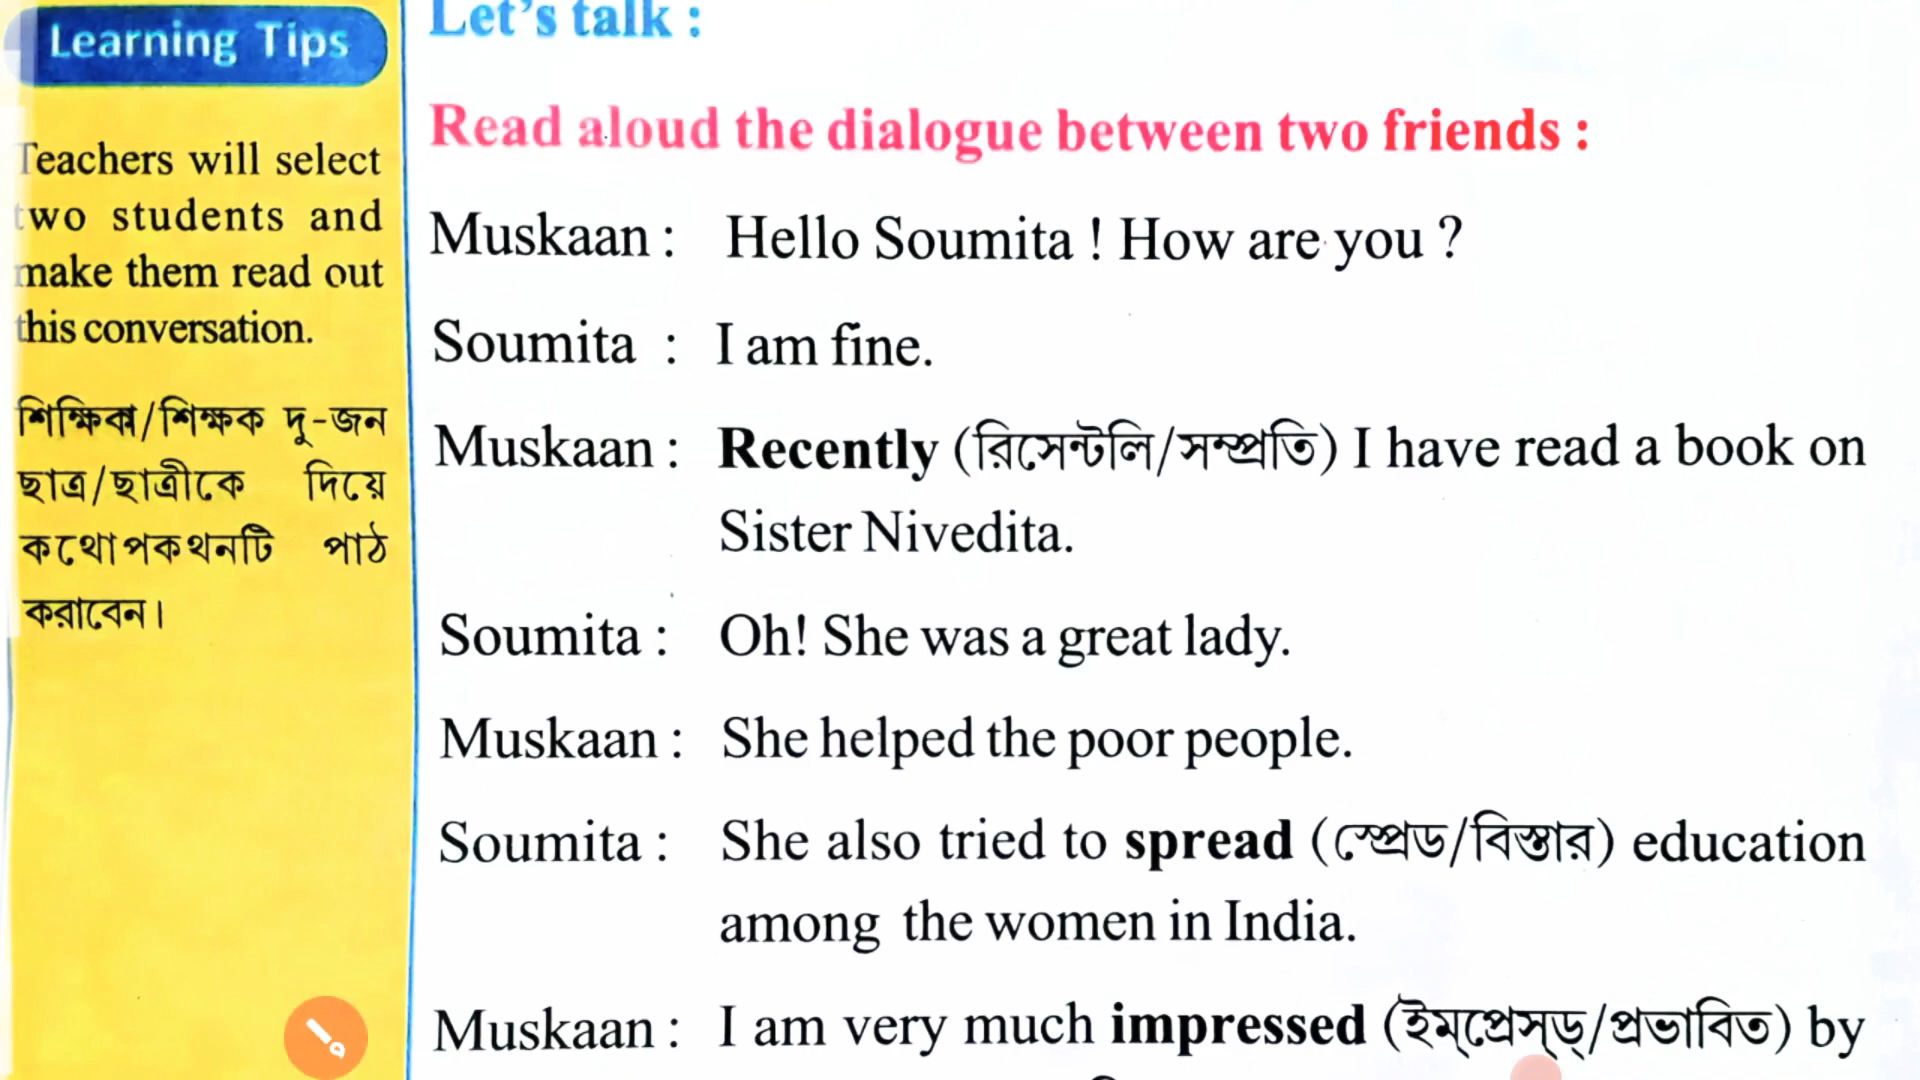 Learning Tips
Teachers will select
two students and
make them read out
this conversation.
শিক্ষিকা/শিক্ষক দু-জন
ছাত্র/ছাত্রীকে দিয়ে
কথোপকথনটি পাঠ
করাবেন।
Let's talk :
Read aloud the dialogue between two friends :
Muskaan : Hello Soumita ! How are you ?
Soumita : I am fine.
Muskaan : Recently (রিসেন্টলি/সম্প্রতি) I have read a book on
Sister Nivedita.
Soumita : Oh! She was a great lady.
Muskaan : She helped the poor people.
Soumita : She also tried to spread (স্প্রেড/বিস্তার) education
among the women in India.
Muskaan : I am very much impressed (ইম্‌প্রেস্‌ড্/প্রভাবিত) by